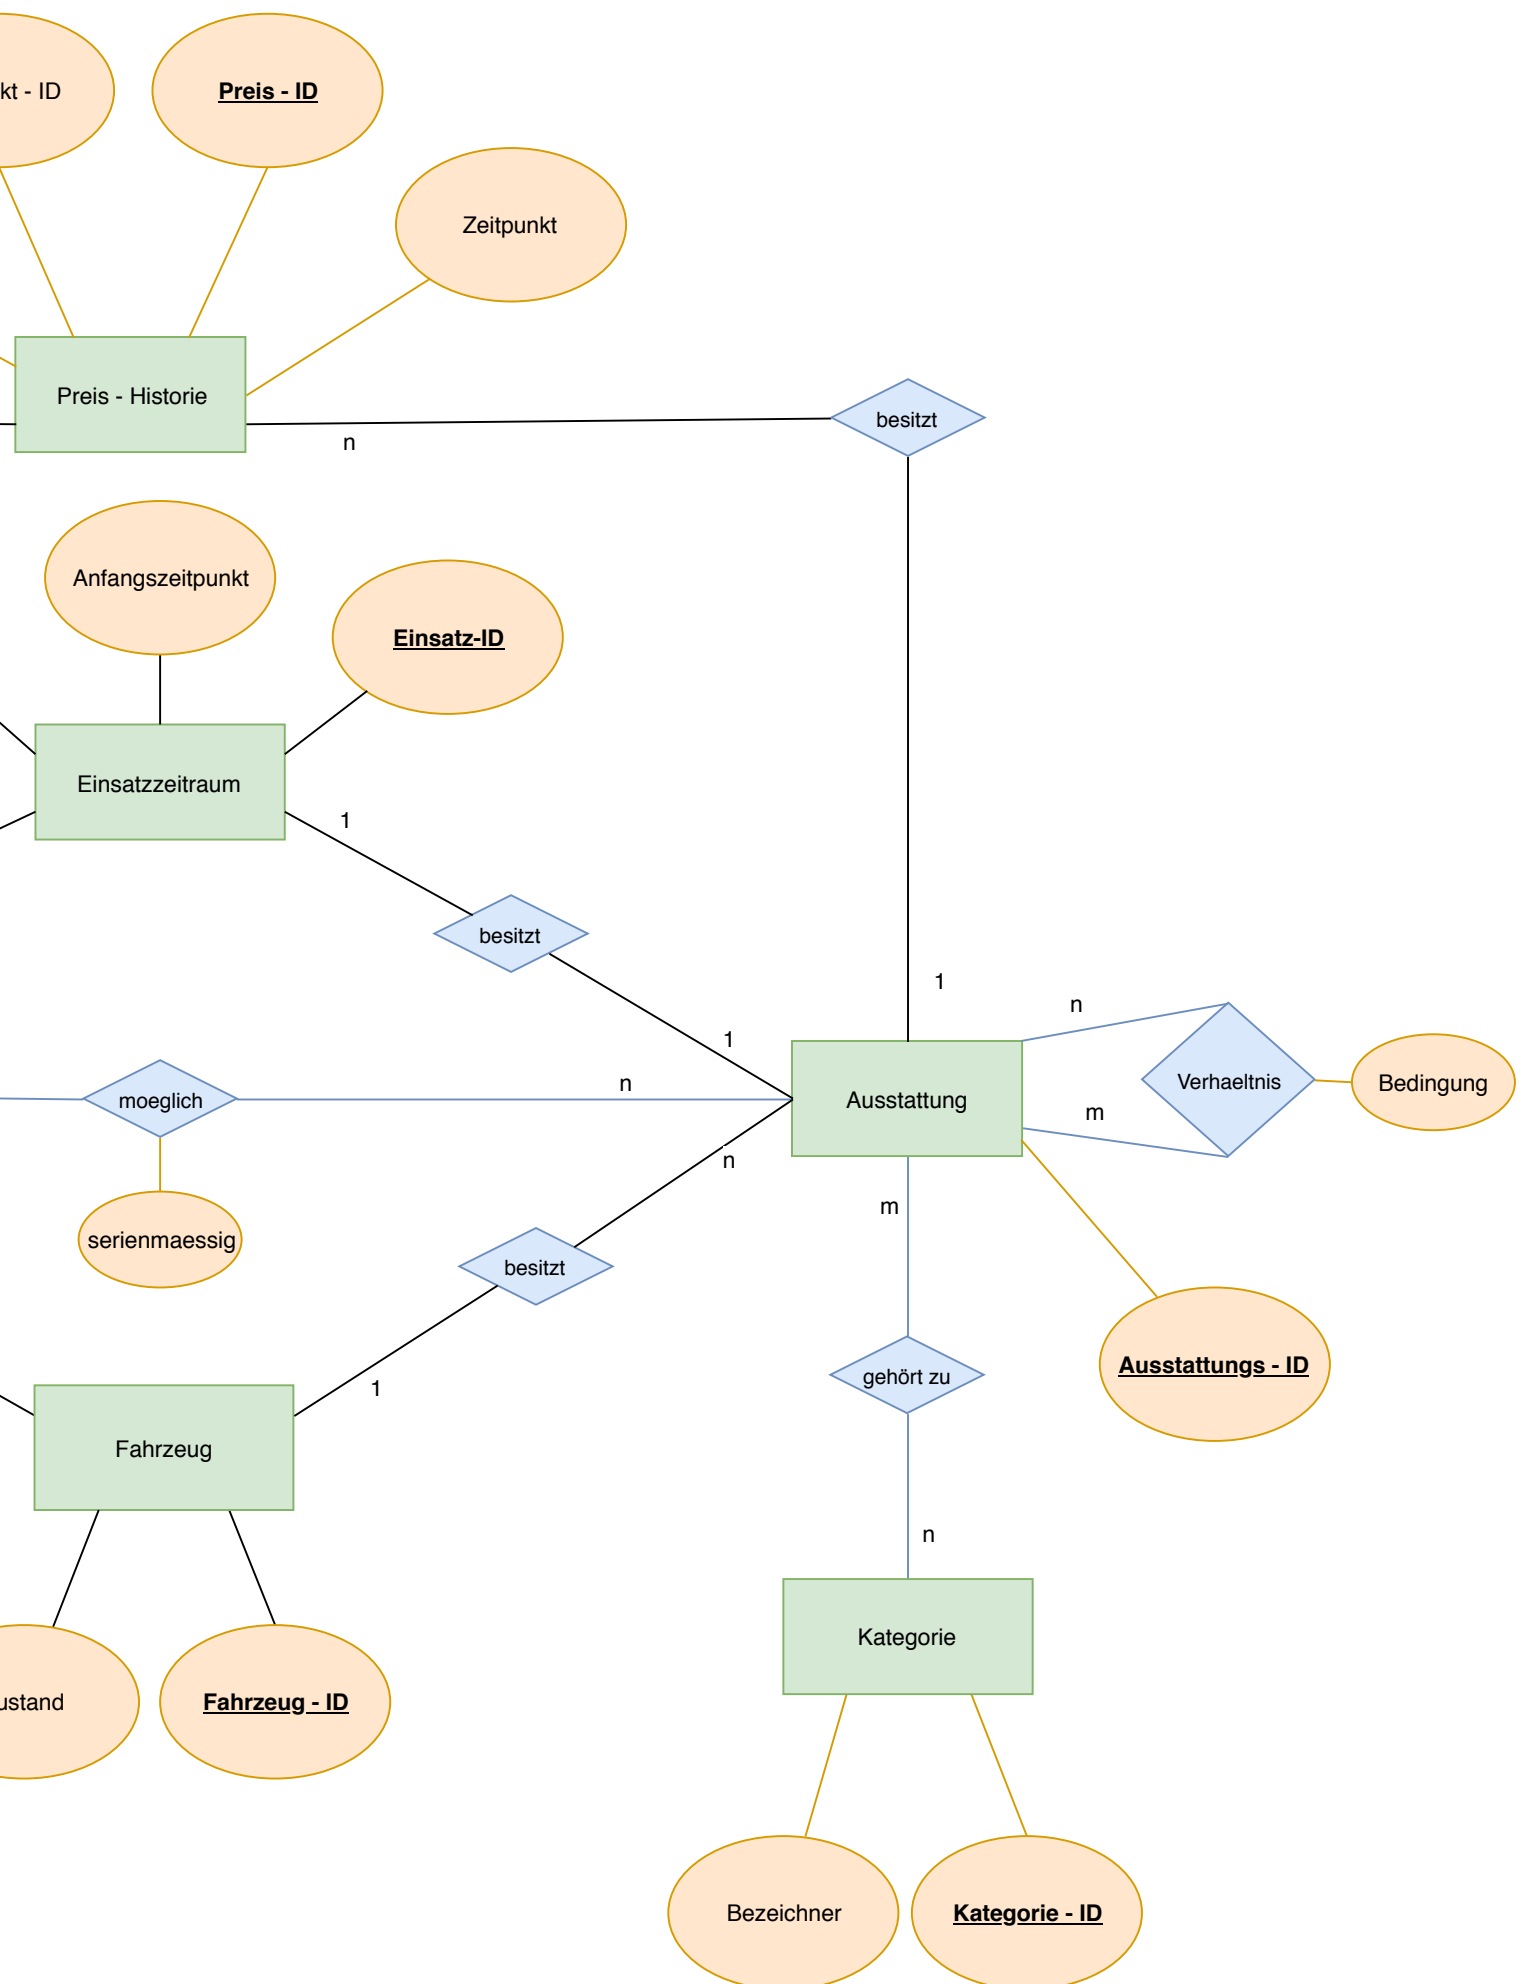 kt - ID
Preis - ID
Zeitpunkt
Preis - Historie
n
besitzt
Anfangszeitpunkt
Einsatz-ID
Einsatzzeitraum
1
besitzt
1
1
n
Verhaeltnis
Bedingung
m
moeglich
n
Ausstattung
serienmaessig
n
m
besitzt
1
gehört zu
Ausstattungs - ID
Fahrzeug
n
Kategorie
ustand
Fahrzeug - ID
Bezeichner
Kategorie - ID